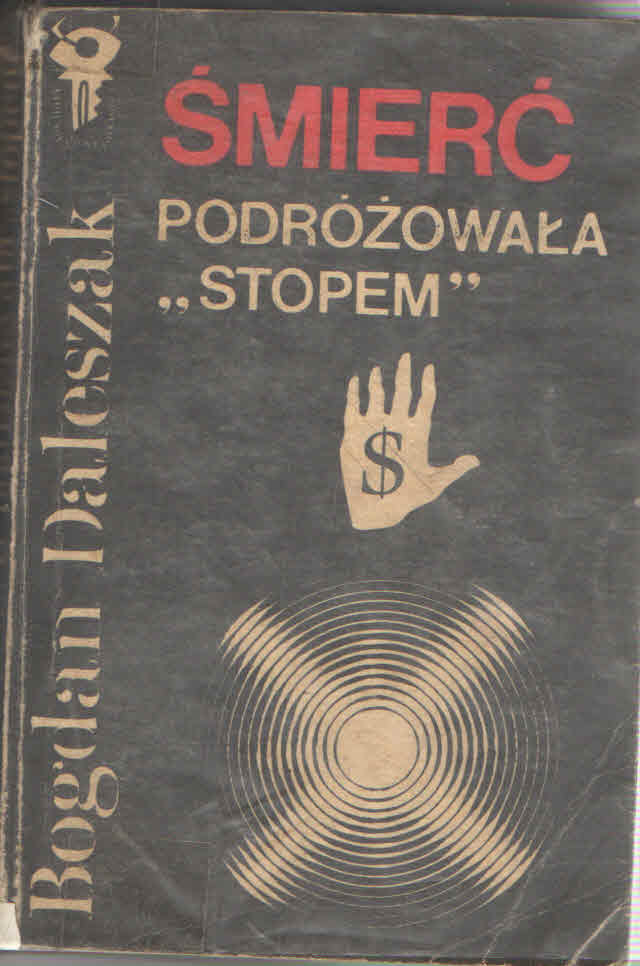 ŚMIERĆ
PODRÓŻOWAŁA
„STOPEM”
$
Bogdan Daleszak